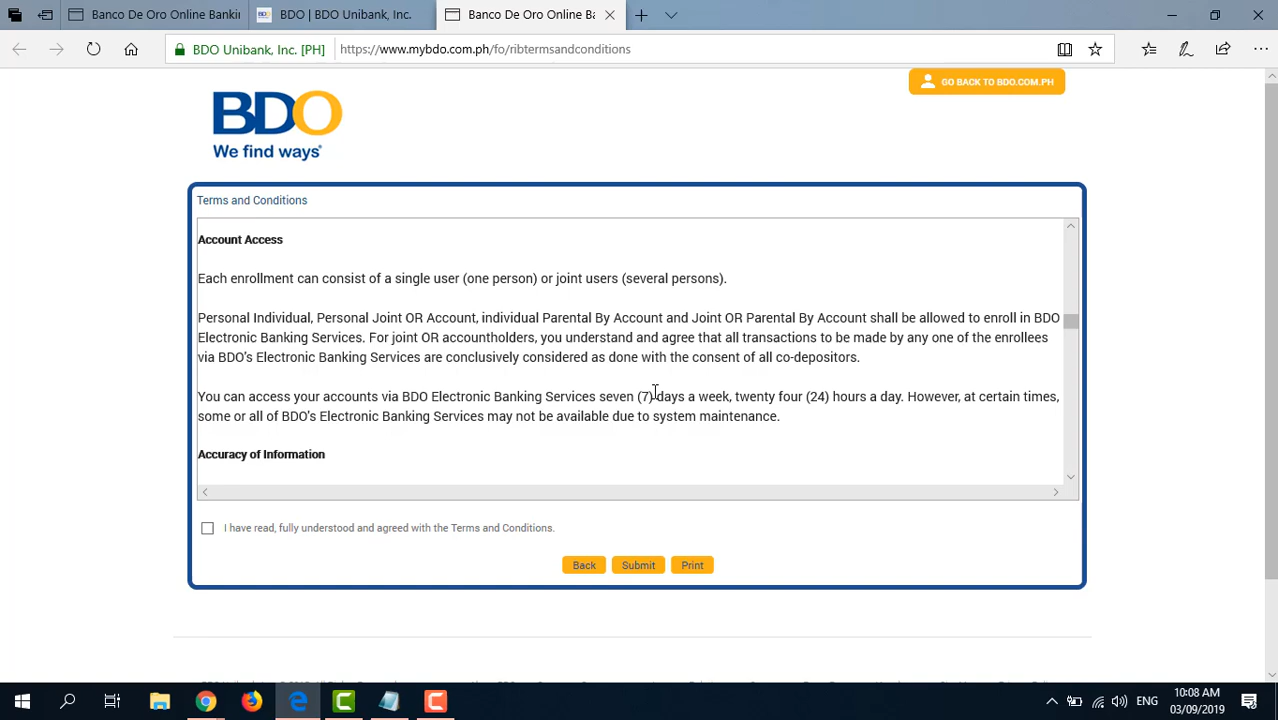 Banco De Oro Online Banki
BDO | BDO Unibank, Inc.
Banco De Oro Online Ba
BDO Unibank, Inc. [PH]
https://www.mybdo.com.ph/fo/ribtermsandconditions
GO BACK TO BDO.COM.PH
BDO
We find ways®
Terms and Conditions
Account Access
Each enrollment can consist of a single user (one person) or joint users (several persons).
Personal Individual, Personal Joint OR Account, individual Parental By Account and Joint OR Parental By Account shall be allowed to enroll in BDO
Electronic Banking Services. For joint OR accountholders, you understand and agree that all transactions to be made by any one of the enrollees
via BDO's Electronic Banking Services are conclusively considered as done with the consent of all co-depositors.
You can access your accounts via BDO Electronic Banking Services seven (7) days a week, twenty four (24) hours a day. However, at certain times,
some or all of BDO's Electronic Banking Services may not be available due to system maintenance.
Accuracy of Information
I have read, fully understood and agreed with the Terms and Conditions.
Back
Submit
Print
ENG
10:08 AM
03/09/2019